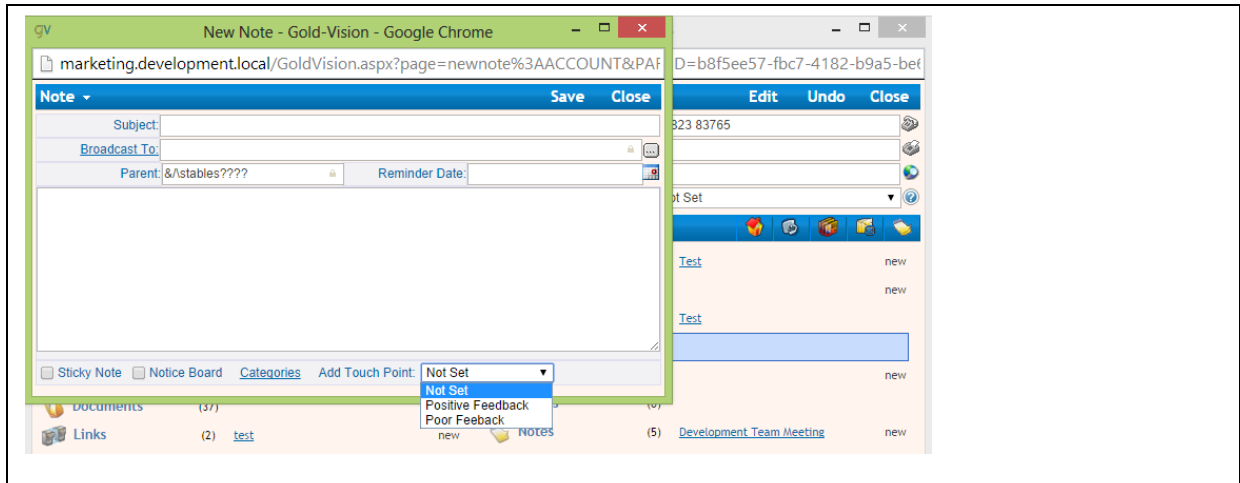 gv New Note - Gold-Vision - Google Chrome
marketing.development.local/GoldVision.aspx?page=newnote%3AACCOUNT&PAR D=b8f5ee57-fbc7-4182-b9a5-be6
Note Save Close Edit Undo Close
Subject: 823 83765
Broadcast To: ...
Parent: &/\stables???? Reminder Date:
ot Set
Test new
new
Test
Sticky Note Notice Board Categories Add Touch Point: Not Set new
Not Set
Documents (37) Positive Feedback
Poor Feeback
Links (2) test new Notes (5) Development Team Meeting new